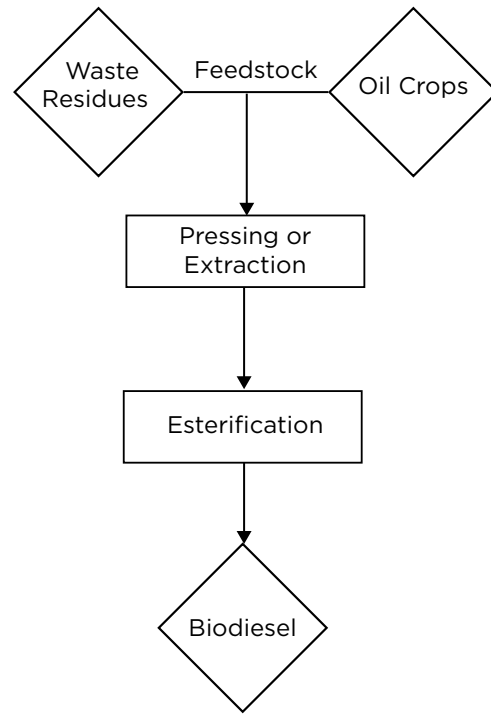 Waste
Residues
Feedstock
Oil Crops
Pressing or
Extraction
Esterification
Biodiesel